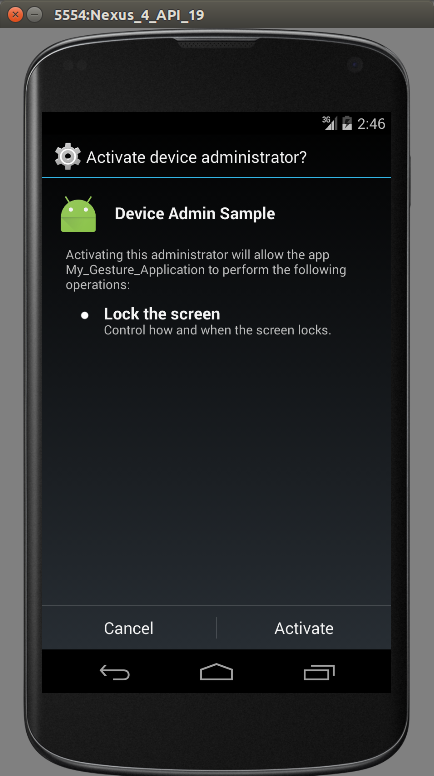 5554:Nexus_4_API_19
3G 2:46
Activate device administrator?
Device Admin Sample
Activating this administrator will allow the app
My_Gesture_Application to perform the following
operations:
Lock the screen
Control how and when the screen locks.
Cancel Activate